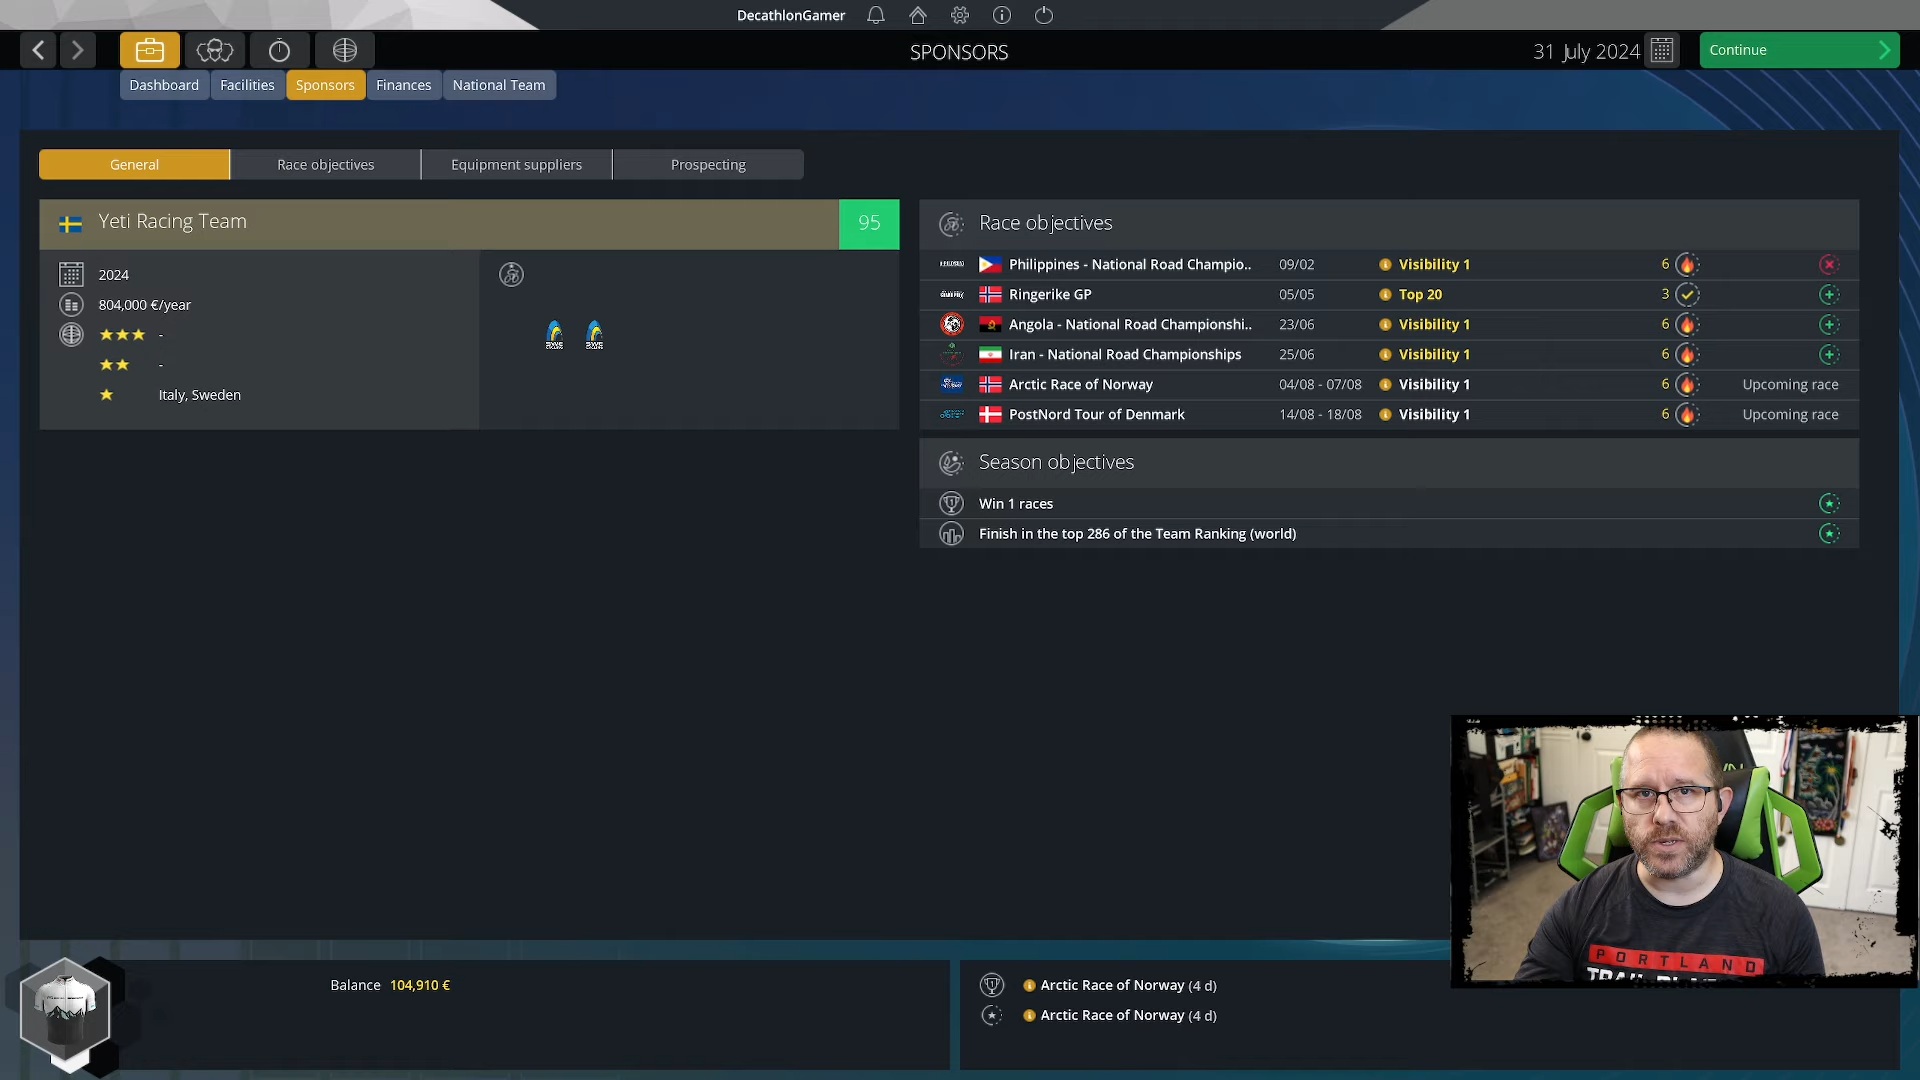 DecathlonGamer
SPONSORS
31 July 2024
Continue
Dashboard Facilities Sponsors Finances National Team
General Race objectives Equipment suppliers Prospecting
Yeti Racing Team 95
2024
804,000 €/year
-
-
Italy, Sweden
Race objectives
Philippines - National Road Champio.. 09/02 Visibility 1 6
Ringerike GP 05/05 Top 20 3
Angola - National Road Championshi.. 23/06 Visibility 1 6
Iran - National Road Championships 25/06 Visibility 1 6
Arctic Race of Norway 04/08 - 07/08 Visibility 1 6 Upcoming race
PostNord Tour of Denmark 14/08 - 18/08 Visibility 1 6 Upcoming race
Season objectives
Win 1 races
Finish in the top 286 of the Team Ranking (world)
Balance 104,910 €
Arctic Race of Norway (4 d)
Arctic Race of Norway (4 d)
PORTLAND